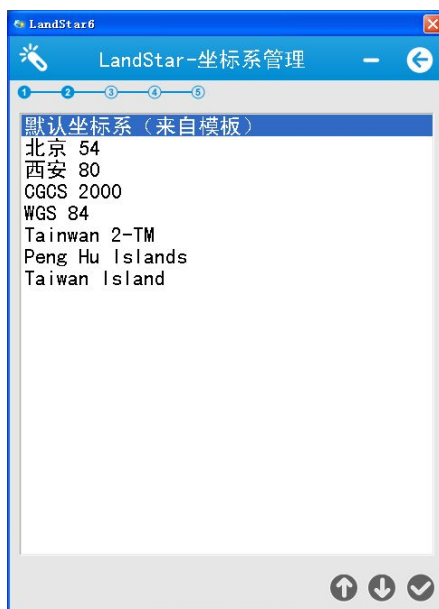 LandStar6
LandStar-坐标系管理
1 2 3 4 5
默认坐标系（来自模板）
北京 54
西安 80
CGCS 2000
WGS 84
Tainwan 2-TM
Peng Hu Islands
Taiwan Island